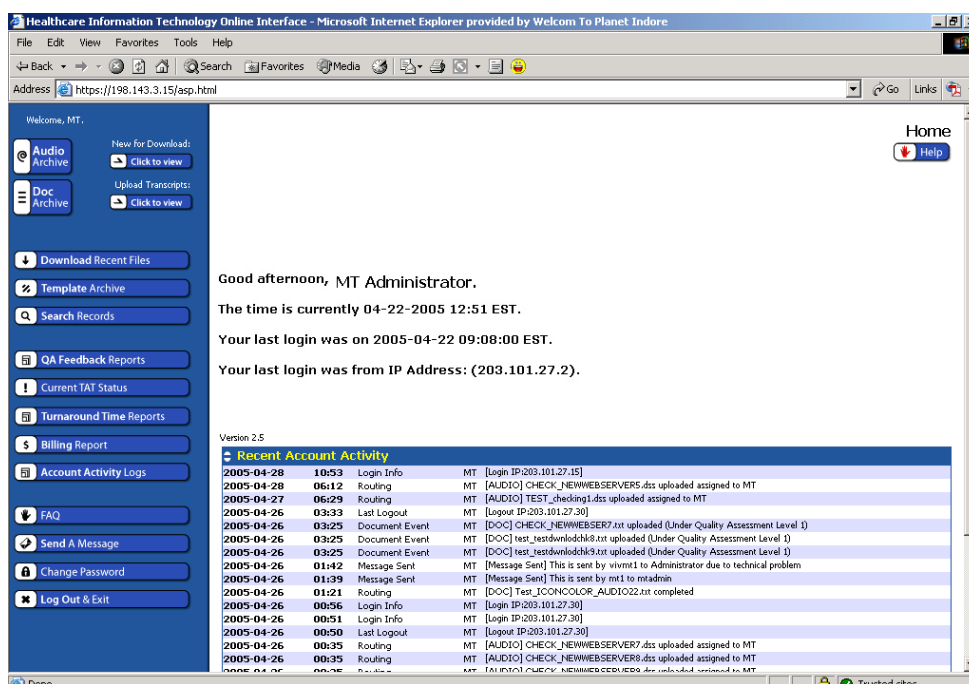 Healthcare Information Technology Online Interface - Microsoft Internet Explorer provided by Welcom To Planet Indore
File Edit View Favorites Tools Help
Back Search Favorites Media
Address https://198.143.3.15/asp.html Go Links
Welcome, MT.
Audio Archive
New for Download:
Click to view
Doc Archive
Upload Transcripts:
Click to view
Download Recent Files
Template Archive
Search Records
QA Feedback Reports
Current TAT Status
Turnaround Time Reports
$ Billing Report
Account Activity Logs
FAQ
Send A Message
Change Password
Log Out & Exit
Home
Help
Good afternoon, MT Administrator.
The time is currently 04-22-2005 12:51 EST.
Your last login was on 2005-04-22 09:08:00 EST.
Your last login was from IP Address: (203.101.27.2).
Version 2.5
Recent Account Activity
2005-04-28 10:53 Login Info MT [Login IP:203.101.27.15]
2005-04-28 06:12 Routing MT [AUDIO] CHECK_NEWWEBSERVER5.dss uploaded assigned to MT
2005-04-27 06:29 Routing MT [AUDIO] TEST_checking1.dss uploaded assigned to MT
2005-04-26 03:33 Last Logout MT [Logout IP:203.101.27.30]
2005-04-26 03:25 Document Event MT [DOC] CHECK_NEWWEBSER7.txt uploaded (Under Quality Assessment Level 1)
2005-04-26 03:25 Document Event MT [DOC] test_testdwnlodchk8.txt uploaded (Under Quality Assessment Level 1)
2005-04-26 03:25 Document Event MT [DOC] test_testdwnlodchk9.txt uploaded (Under Quality Assessment Level 1)
2005-04-26 01:42 Message Sent MT [Message Sent] This is sent by vivmt1 to Administrator due to technical problem
2005-04-26 01:39 Message Sent MT [Message Sent] This is sent by mt1 to mtadmin
2005-04-26 01:21 Routing MT [DOC] Test_ICONCOLOR_AUDIO22.txt completed
2005-04-26 00:56 Login Info MT [Login IP:203.101.27.30]
2005-04-26 00:51 Login Info MT [Login IP:203.101.27.30]
2005-04-26 00:50 Last Logout MT [Logout IP:203.101.27.30]
2005-04-26 00:35 Routing MT [AUDIO] CHECK_NEWWEBSERVER7.dss uploaded assigned to MT
2005-04-26 00:35 Routing MT [AUDIO] CHECK_NEWWEBSERVER8.dss uploaded assigned to MT
2005-04-26 00:35 Routing MT [AUDIO] CHECK_NEWWEBSERVER9.dss uploaded assigned to MT
Done Trusted sites